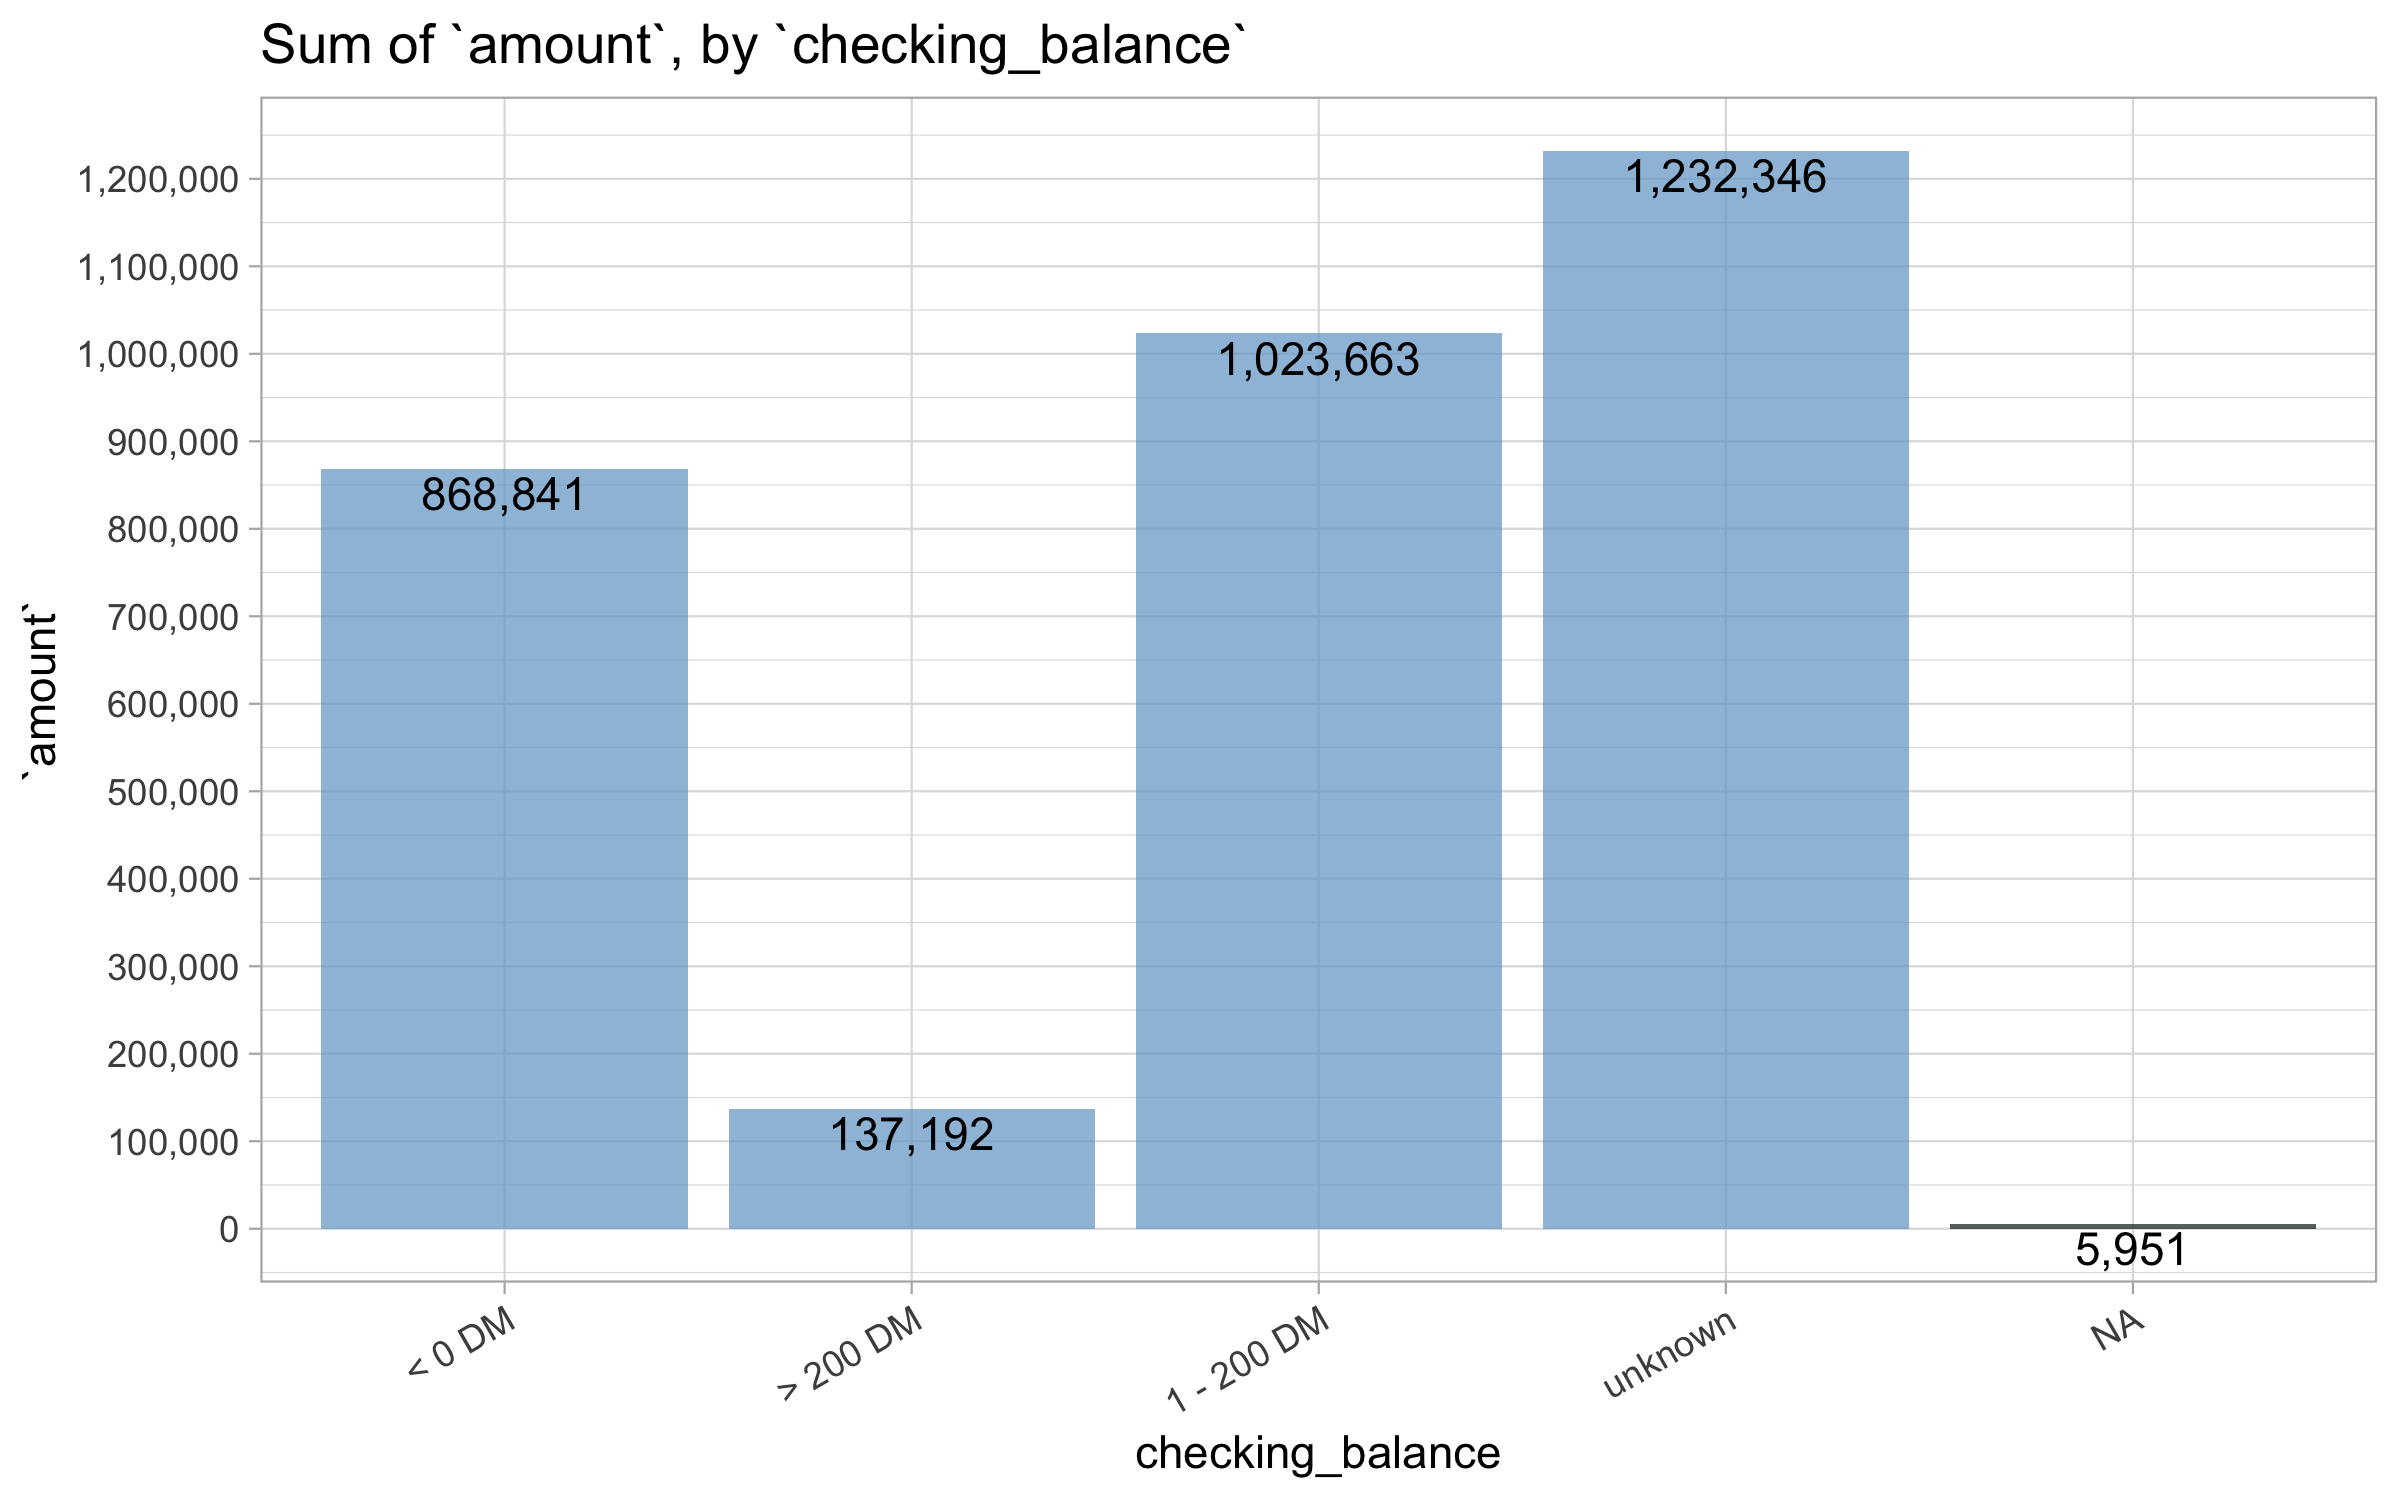 Sum of `amount`, by `checking_balance`
1,200,000
1,100,000
1,000,000
900,000
800,000
700,000
600,000
500,000
400,000
300,000
200,000
100,000
0
`amount`
868,841
137,192
1,023,663
1,232,346
5,951
< 0 DM
> 200 DM
1 - 200 DM
unknown
NA
checking_balance